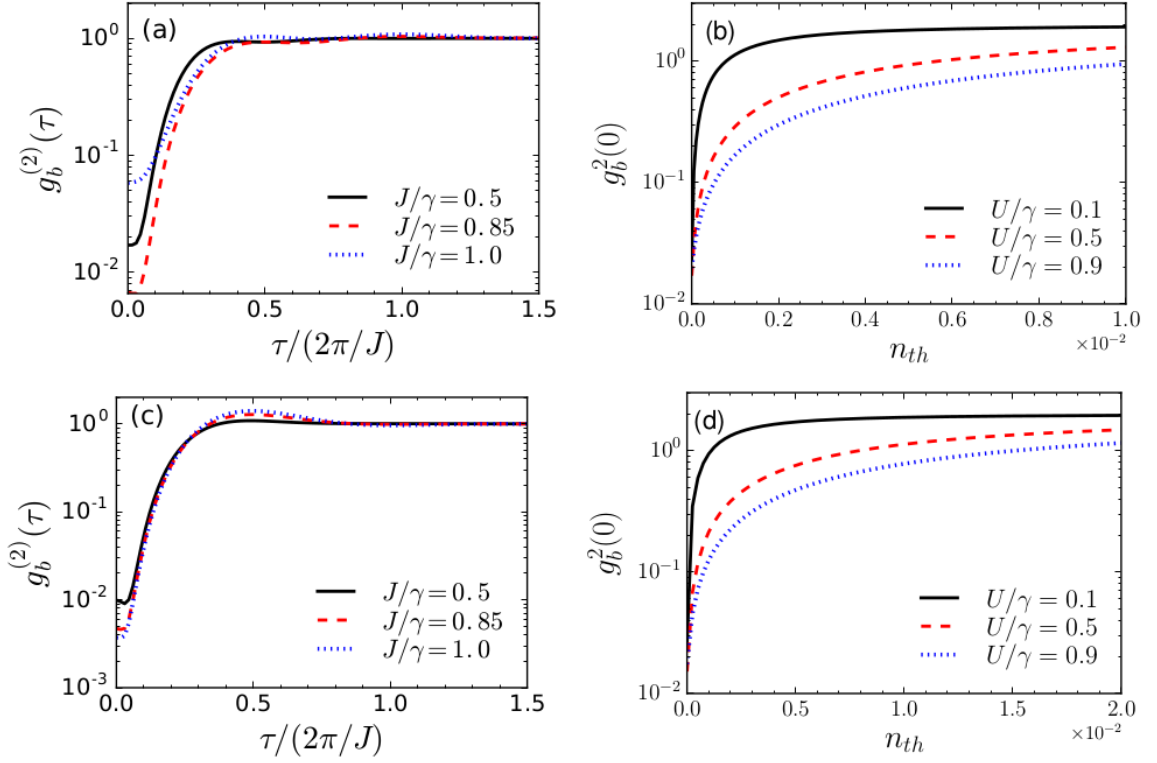 (a)
g_b^{(2)}(τ)
10^0
10^{-1}
10^{-2}
J/γ=0.5
J/γ=0.85
J/γ=1.0
0.0 0.5 1.0 1.5
τ/(2π/J)
(b)
g_b^2(0)
10^0
10^{-1}
10^{-2}
U/γ = 0.1
U/γ = 0.5
U/γ = 0.9
0.0 0.2 0.4 0.6 0.8 1.0
n_{th}
×10^{-2}
(c)
g_b^{(2)}(τ)
10^0
10^{-1}
10^{-2}
10^{-3}
J/γ=0.5
J/γ=0.85
J/γ=1.0
0.0 0.5 1.0 1.5
τ/(2π/J)
(d)
g_b^2(0)
10^0
10^{-1}
10^{-2}
U/γ = 0.1
U/γ = 0.5
U/γ = 0.9
0.0 0.5 1.0 1.5 2.0
n_{th}
×10^{-2}